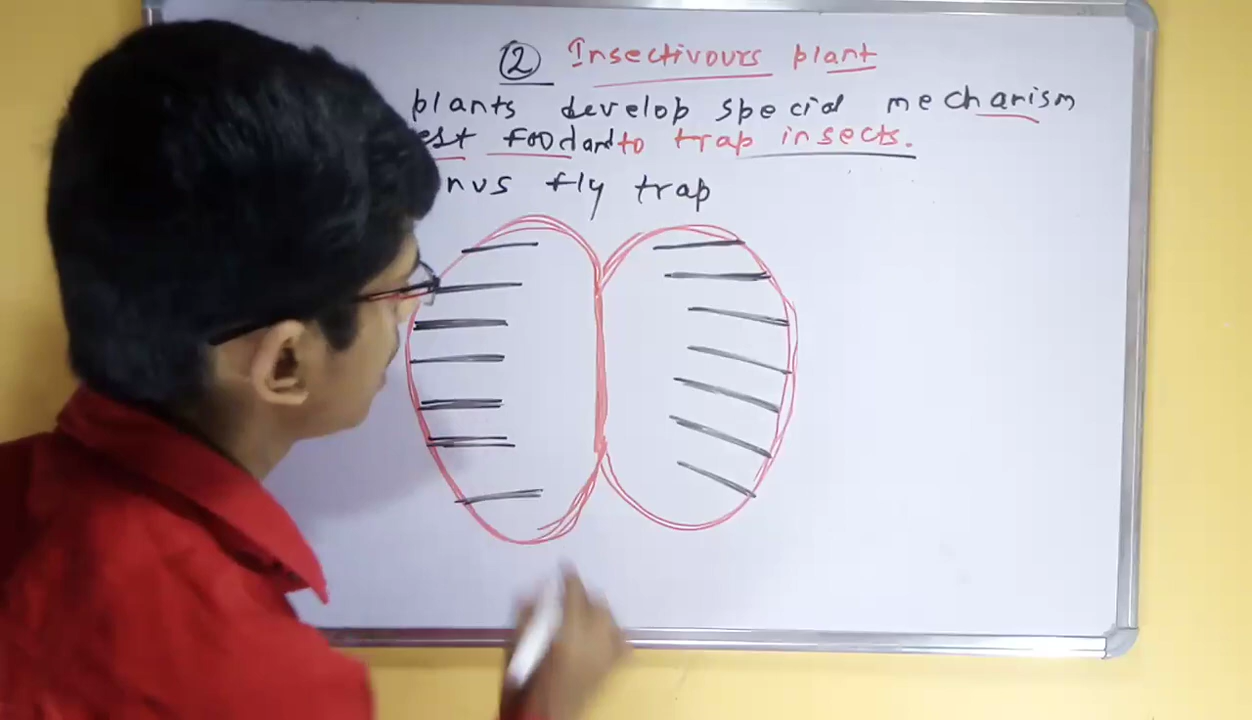 ② Insectivours plant
plants develop special mechanism
est food and to trap insects.
nus fly trap